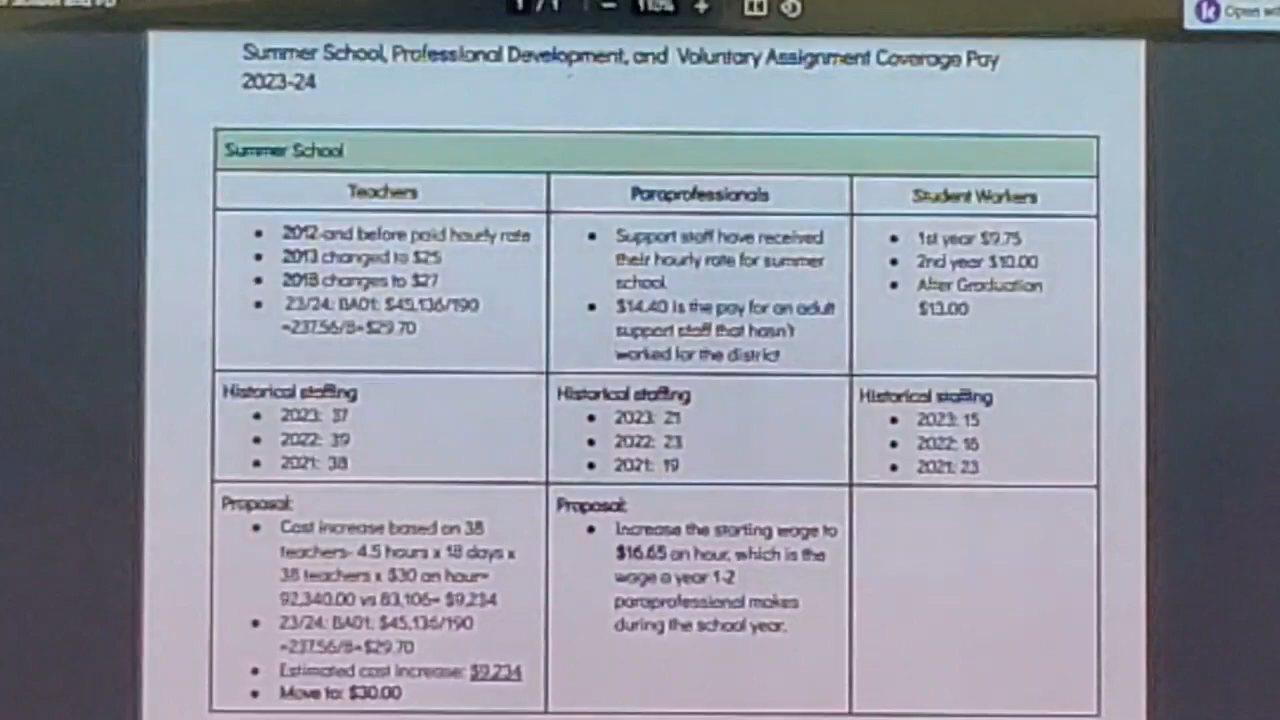 1 / 1 — 110% +
Open wi
Summer School, Professional Development, and Voluntary Assignment Coverage Pay
2023-24
Summer School
Teachers
Paraprofessionals
Student Workers
• 2012-and before paid hourly rate
• 2013 changed to $25
• 2018 changes to $27
• 23/24: BA01: $45,136/190
=237.56/8=$29.70
• Support staff have received
their hourly rate for summer
school.
• $14.40 is the pay for an adult
support staff that hasn't
worked for the district
• 1st year $9.75
• 2nd year $10.00
• After Graduation
$13.00
Historical staffing
• 2023: 37
• 2022: 39
• 2021: 38
Historical staffing
• 2023: 21
• 2022: 23
• 2021: 19
Historical staffing
• 2023: 15
• 2022:
• 2021: 23
Proposal:
• Cost increase based on 38
teachers- 4.5 hours x 18 days x
38 teachers x $30 an hour=
92,340.00 vs 83,106= $9,234
• 23/24: BA01: $45,136/190
=237.56/8=$29.70
• Estimated cost increase: $9,234
• Move to: $30.00
Proposal:
• Increase the starting wage to
$16.65 an hour, which is the
wage a year 1-2
paraprofessional makes
during the school year.